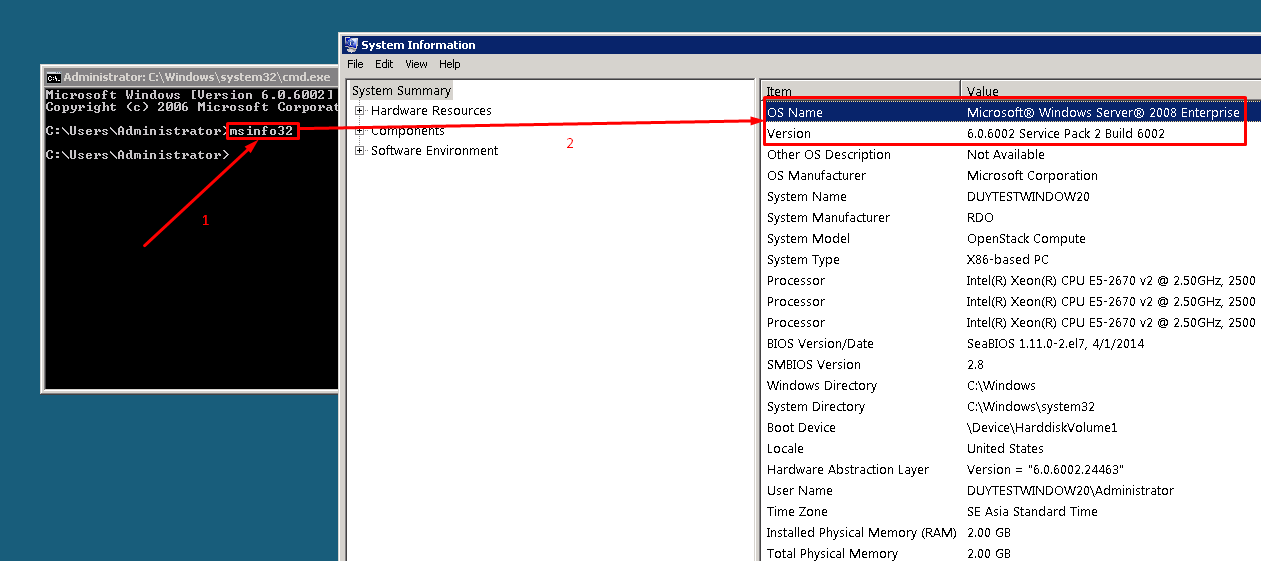 System Information
File Edit View Help
Administrator: C:\Windows\system32\cmd.exe
Microsoft Windows [Version 6.0.6002]
Copyright (c) 2006 Microsoft Corporat
C:\Users\Administrator>msinfo32
C:\Users\Administrator>
1
System Summary
Hardware Resources
Components
Software Environment
2
Item Value
OS Name Microsoft® Windows Server® 2008 Enterprise
Version 6.0.6002 Service Pack 2 Build 6002
Other OS Description Not Available
OS Manufacturer Microsoft Corporation
System Name DUYTESTWINDOW20
System Manufacturer RDO
System Model OpenStack Compute
System Type X86-based PC
Processor Intel(R) Xeon(R) CPU E5-2670 v2 @ 2.50GHz, 2500
Processor Intel(R) Xeon(R) CPU E5-2670 v2 @ 2.50GHz, 2500
Processor Intel(R) Xeon(R) CPU E5-2670 v2 @ 2.50GHz, 2500
BIOS Version/Date SeaBIOS 1.11.0-2.el7, 4/1/2014
SMBIOS Version 2.8
Windows Directory C:\Windows
System Directory C:\Windows\system32
Boot Device \Device\HarddiskVolume1
Locale United States
Hardware Abstraction Layer Version = "6.0.6002.24463"
User Name DUYTESTWINDOW20\Administrator
Time Zone SE Asia Standard Time
Installed Physical Memory (RAM) 2.00 GB
Total Physical Memory 2.00 GB